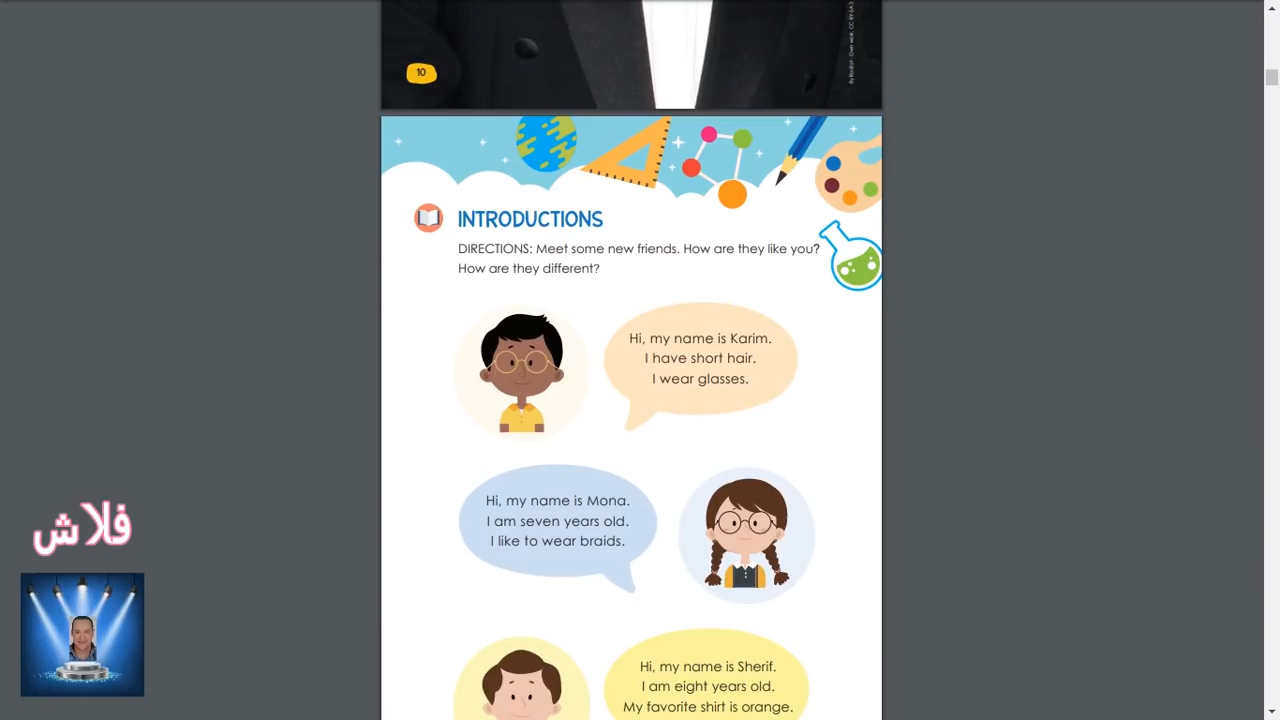 10
INTRODUCTIONS
DIRECTIONS: Meet some new friends. How are they like you?
How are they different?
Hi, my name is Karim.
I have short hair.
I wear glasses.
Hi, my name is Mona.
I am seven years old.
I like to wear braids.
فلاش
Hi, my name is Sherif.
I am eight years old.
My favorite shirt is orange.